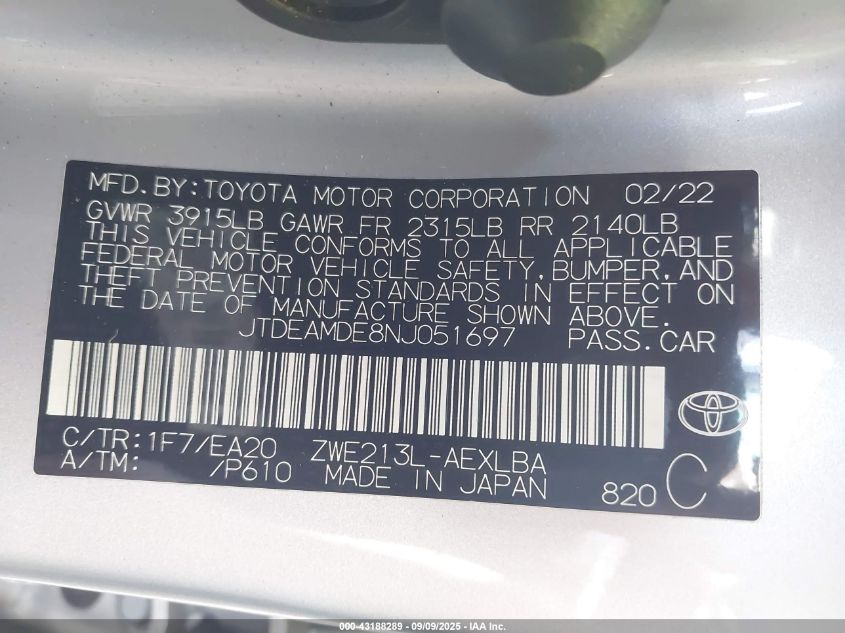 MFD. BY: TOYOTA MOTOR CORPORATION 02/22
GVWR 3915LB GAWR FR 2315LB RR 2140LB
THIS VEHICLE CONFORMS TO ALL APPLICABLE
FEDERAL MOTOR VEHICLE SAFETY, BUMPER, AND
THEFT PREVENTION STANDARDS IN EFFECT ON
THE DATE OF MANUFACTURE SHOWN ABOVE.
JTDEAMDE8NJ051697 PASS. CAR
C/TR: 1F7/EA20 ZWE213L-AEXLBA
A/TM: /P610 MADE IN JAPAN 820 C
000-43188289 - 09/09/2025 - IAA Inc.